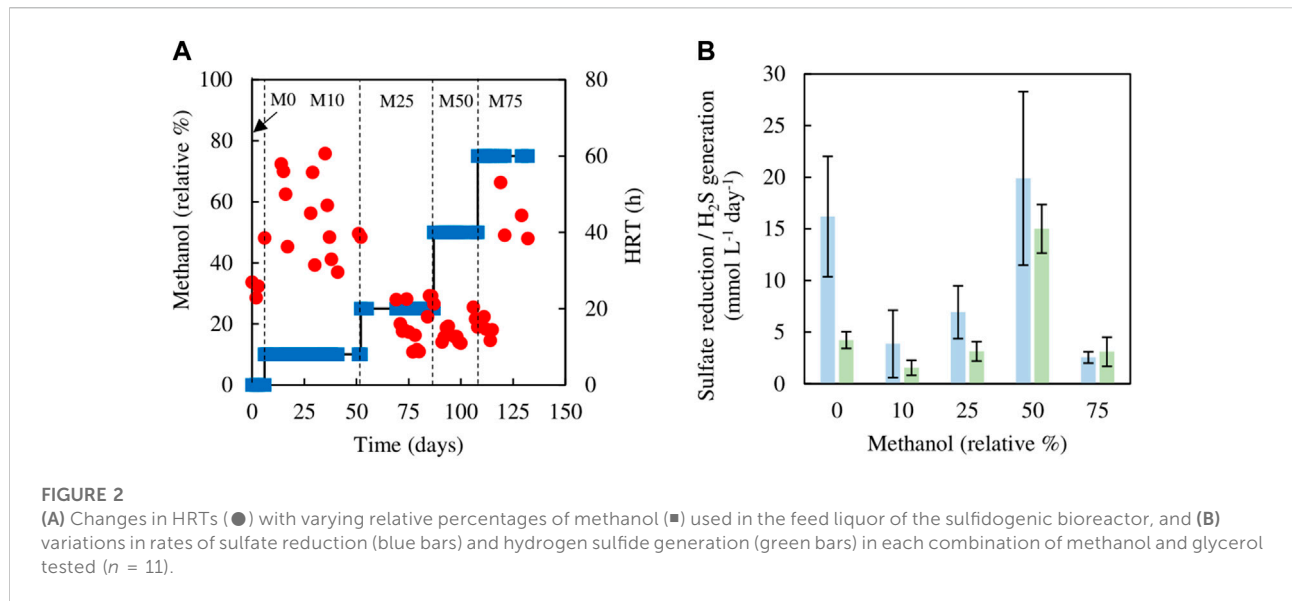 A
B
100
80
60
40
20
0
Methanol (relative %)
M0
M10
M25
M50
M75
80
60
40
20
0
HRT (h)
0
25
50
75
100
125
150
Time (days)
30
25
20
15
10
5
0
Sulfate reduction / H₂S generation
(mmol L⁻¹ day⁻¹)
0
10
25
50
75
Methanol (relative %)
FIGURE 2
(A) Changes in HRTs (●) with varying relative percentages of methanol (■) used in the feed liquor of the sulfidogenic bioreactor, and (B)
variations in rates of sulfate reduction (blue bars) and hydrogen sulfide generation (green bars) in each combination of methanol and glycerol
tested (n = 11).